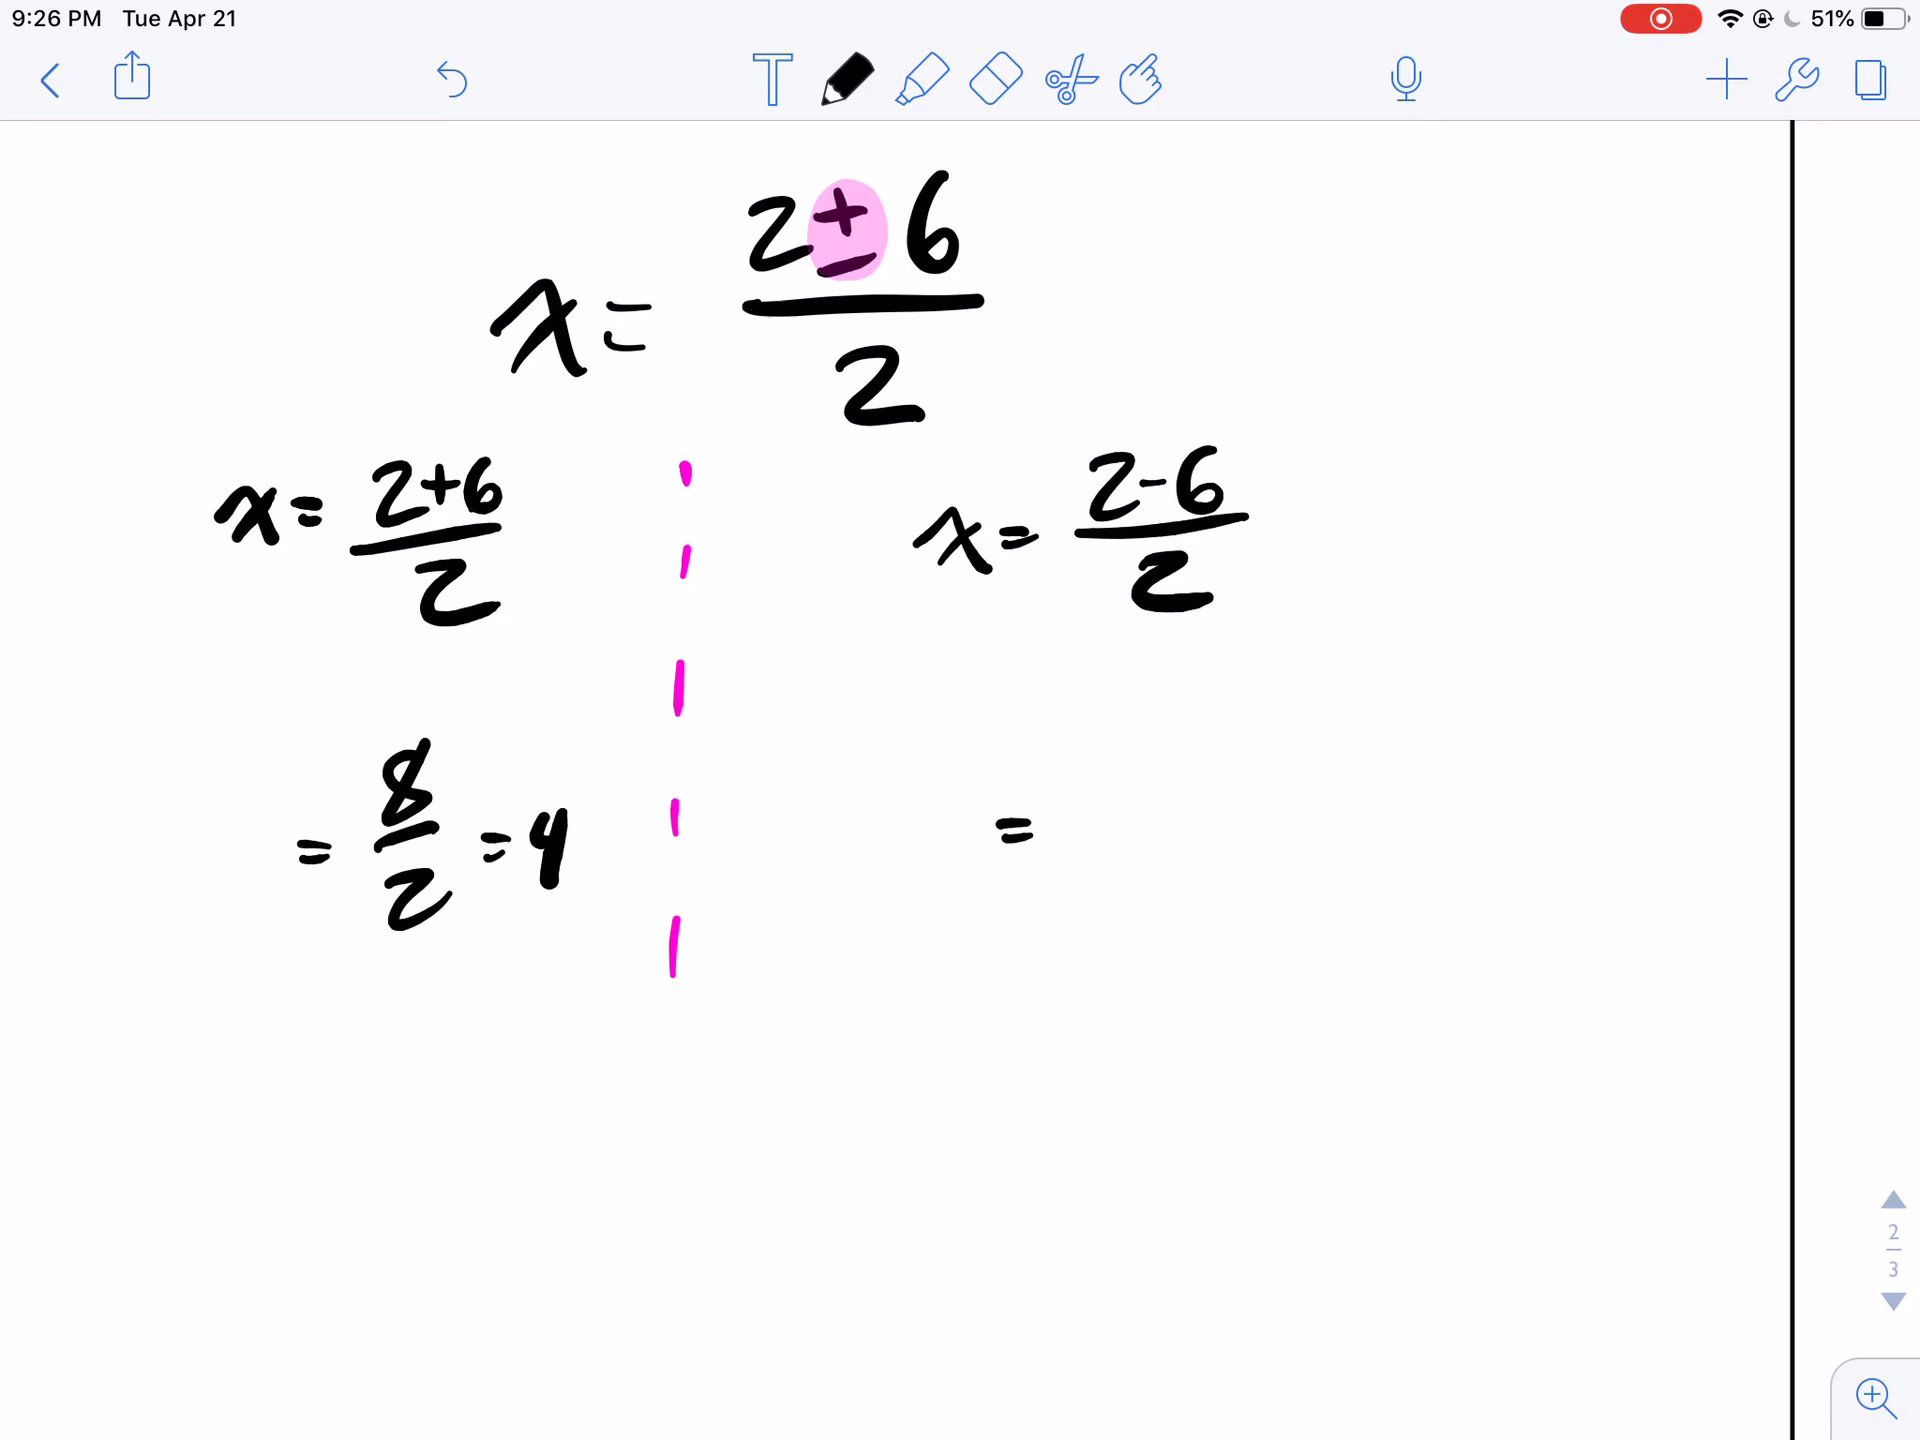 9:26 PM Tue Apr 21 51%
T
x = (2 ± 6)/2
x = (2+6)/2
x = (2-6)/2
= 8/2 = 4
=
2
3